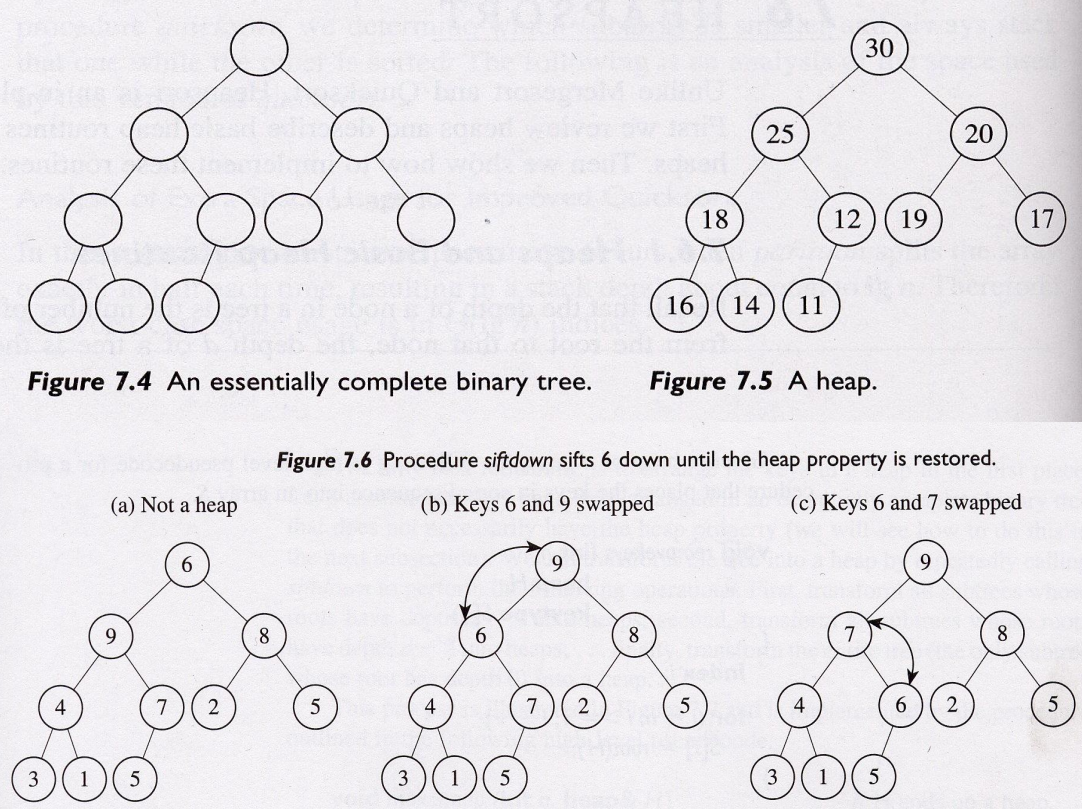 30
25 20
18 12 19 17
16 14 11
Figure 7.4 An essentially complete binary tree.
Figure 7.5 A heap.
Figure 7.6 Procedure siftdown sifts 6 down until the heap property is restored.
(a) Not a heap
(b) Keys 6 and 9 swapped
(c) Keys 6 and 7 swapped
6
9 8
4 7 2 5
3 1 5
9
6 8
4 7 2 5
3 1 5
9
7 8
4 6 2 5
3 1 5